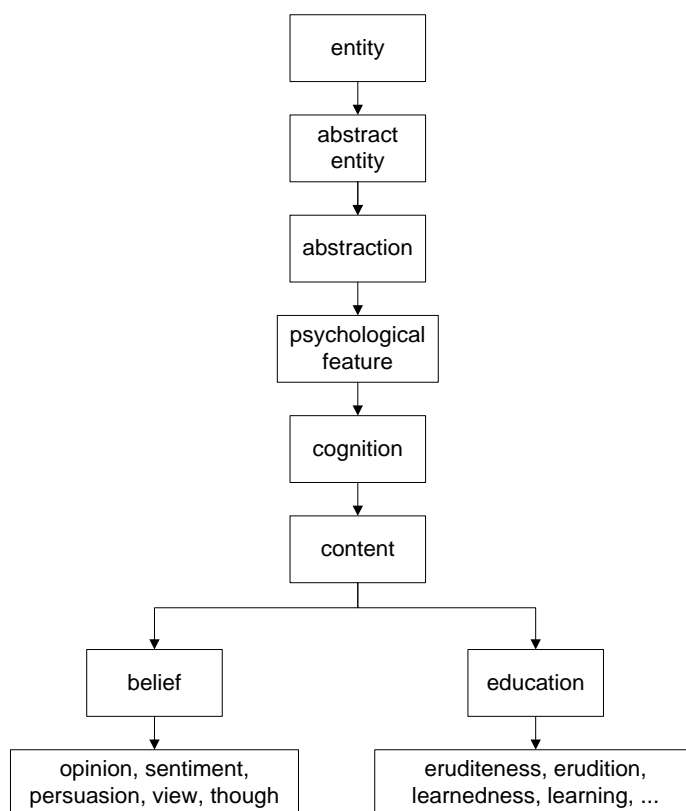 entity
abstract
entity
abstraction
psychological
feature
cognition
content
belief
education
opinion, sentiment,
persuasion, view, though
eruditeness, erudition,
learnedness, learning, ...